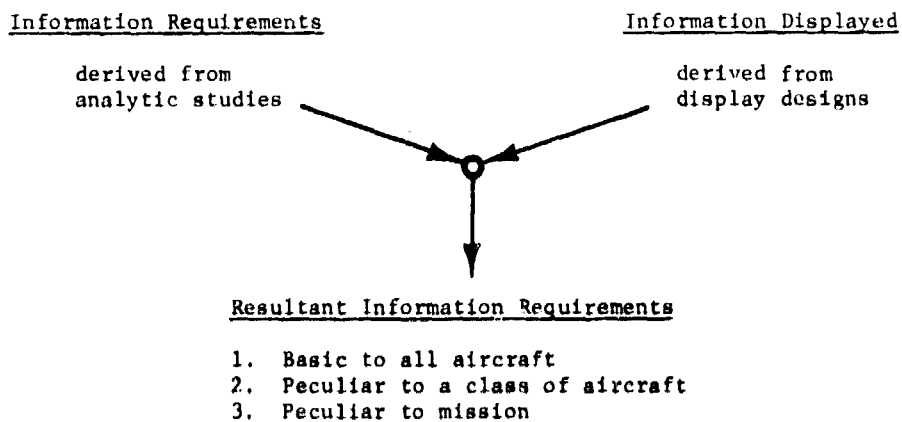 Information Requirements
Information Displayed
derived from
analytic studies
derived from
display designs
Resultant Information Requirements
1. Basic to all aircraft
2. Peculiar to a class of aircraft
3. Peculiar to mission